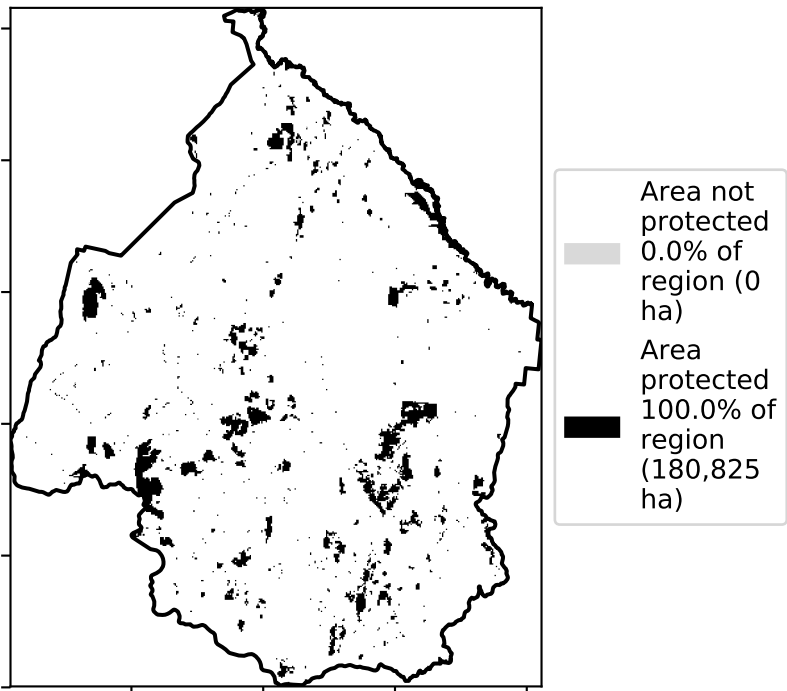 Area not
protected
0.0% of
region (0
ha)
Area
protected
100.0% of
region
(180,825
ha)